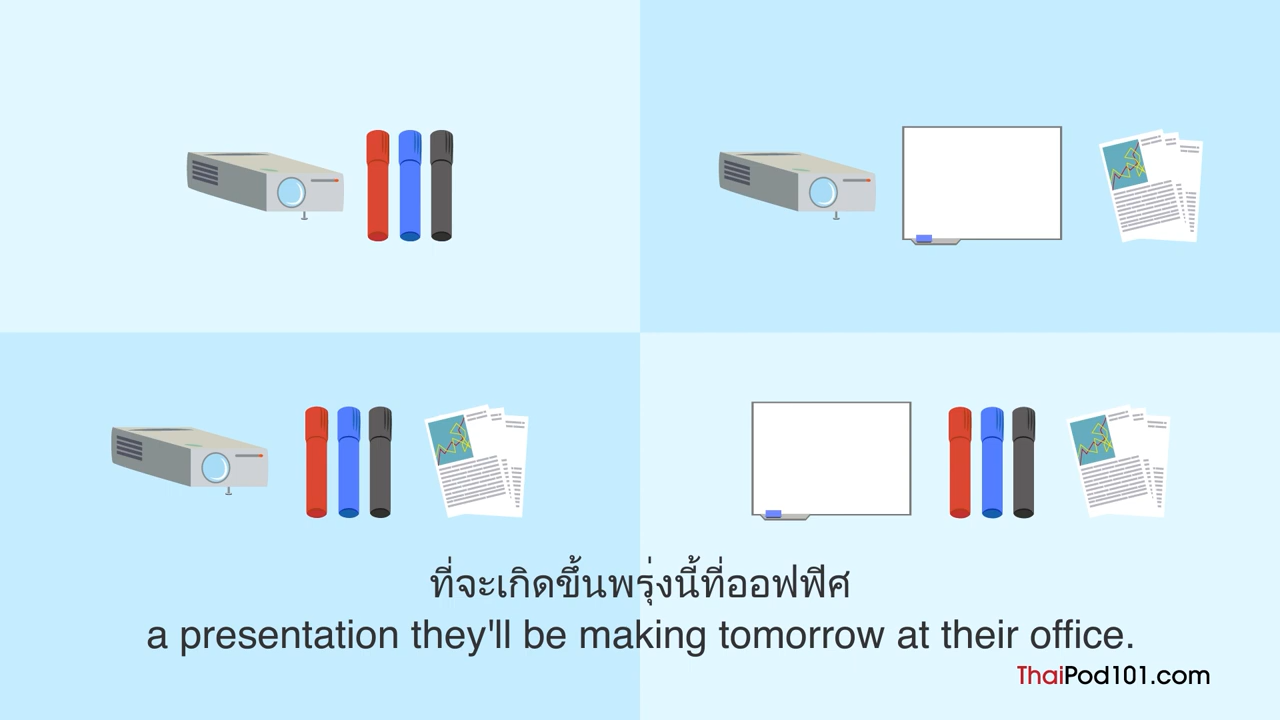 ที่จะเกิดขึ้นพรุ่งนี้ที่ออฟฟิศ
a presentation they'll be making tomorrow at their office.
ThaiPod101.com